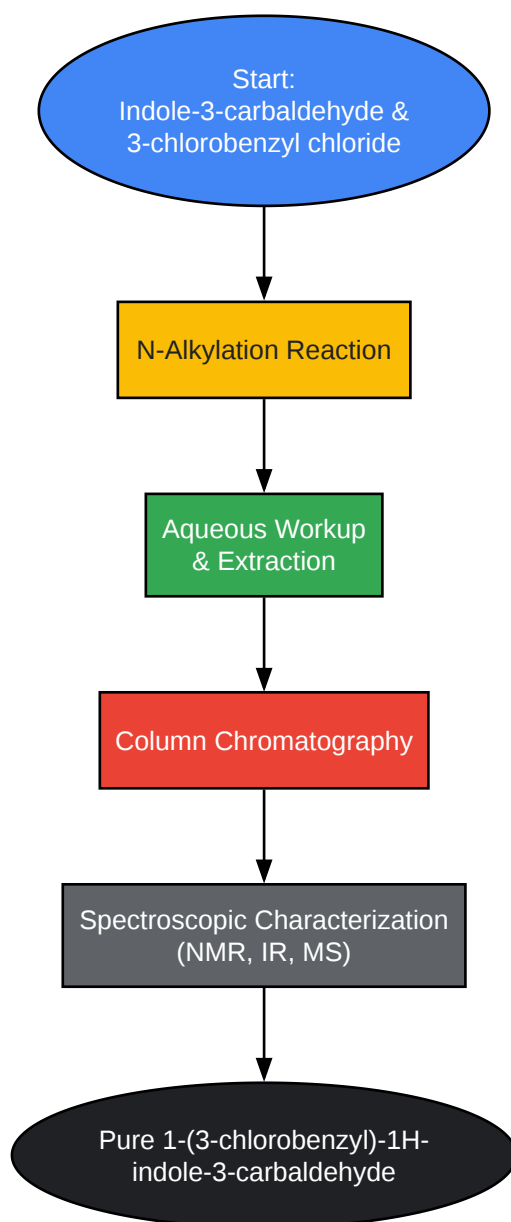 Start:
Indole-3-carbaldehyde &
3-chlorobenzyl chloride
N-Alkylation Reaction
Aqueous Workup
& Extraction
Column Chromatography
Spectroscopic Characterization
(NMR, IR, MS)
Pure 1-(3-chlorobenzyl)-1H-
indole-3-carbaldehyde